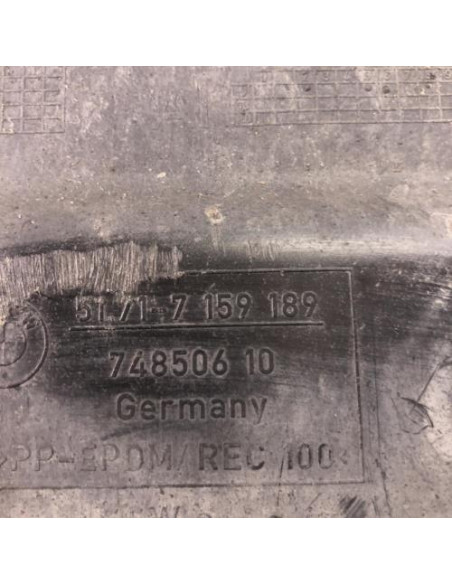 51.71-7 159 189
748506 10
Germany
>PP-EPDM/REC 100<